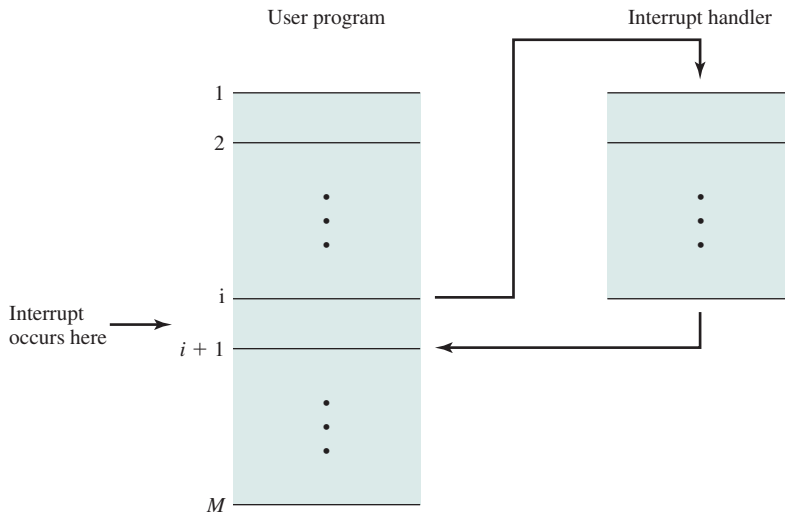 User program
Interrupt handler
1
2
i
Interrupt
occurs here
i + 1
M